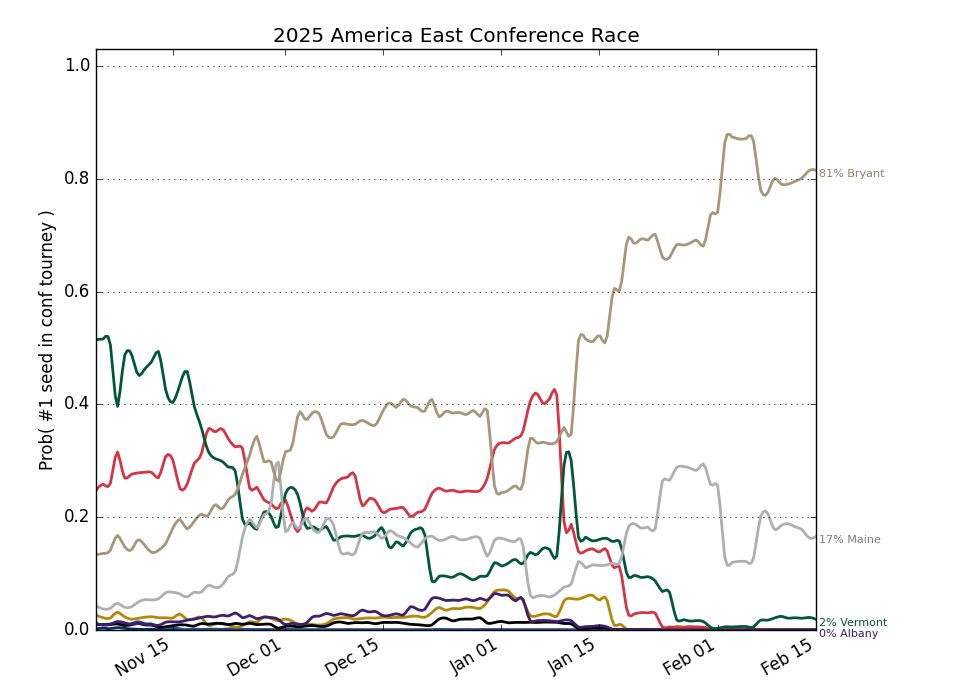 2025 America East Conference Race
Prob( #1 seed in conf tourney )
1.0
0.8
0.6
0.4
0.2
0.0
81% Bryant
17% Maine
2% Vermont
0% Albany
Nov 15
Dec 01
Dec 15
Jan 01
Jan 15
Feb 01
Feb 15